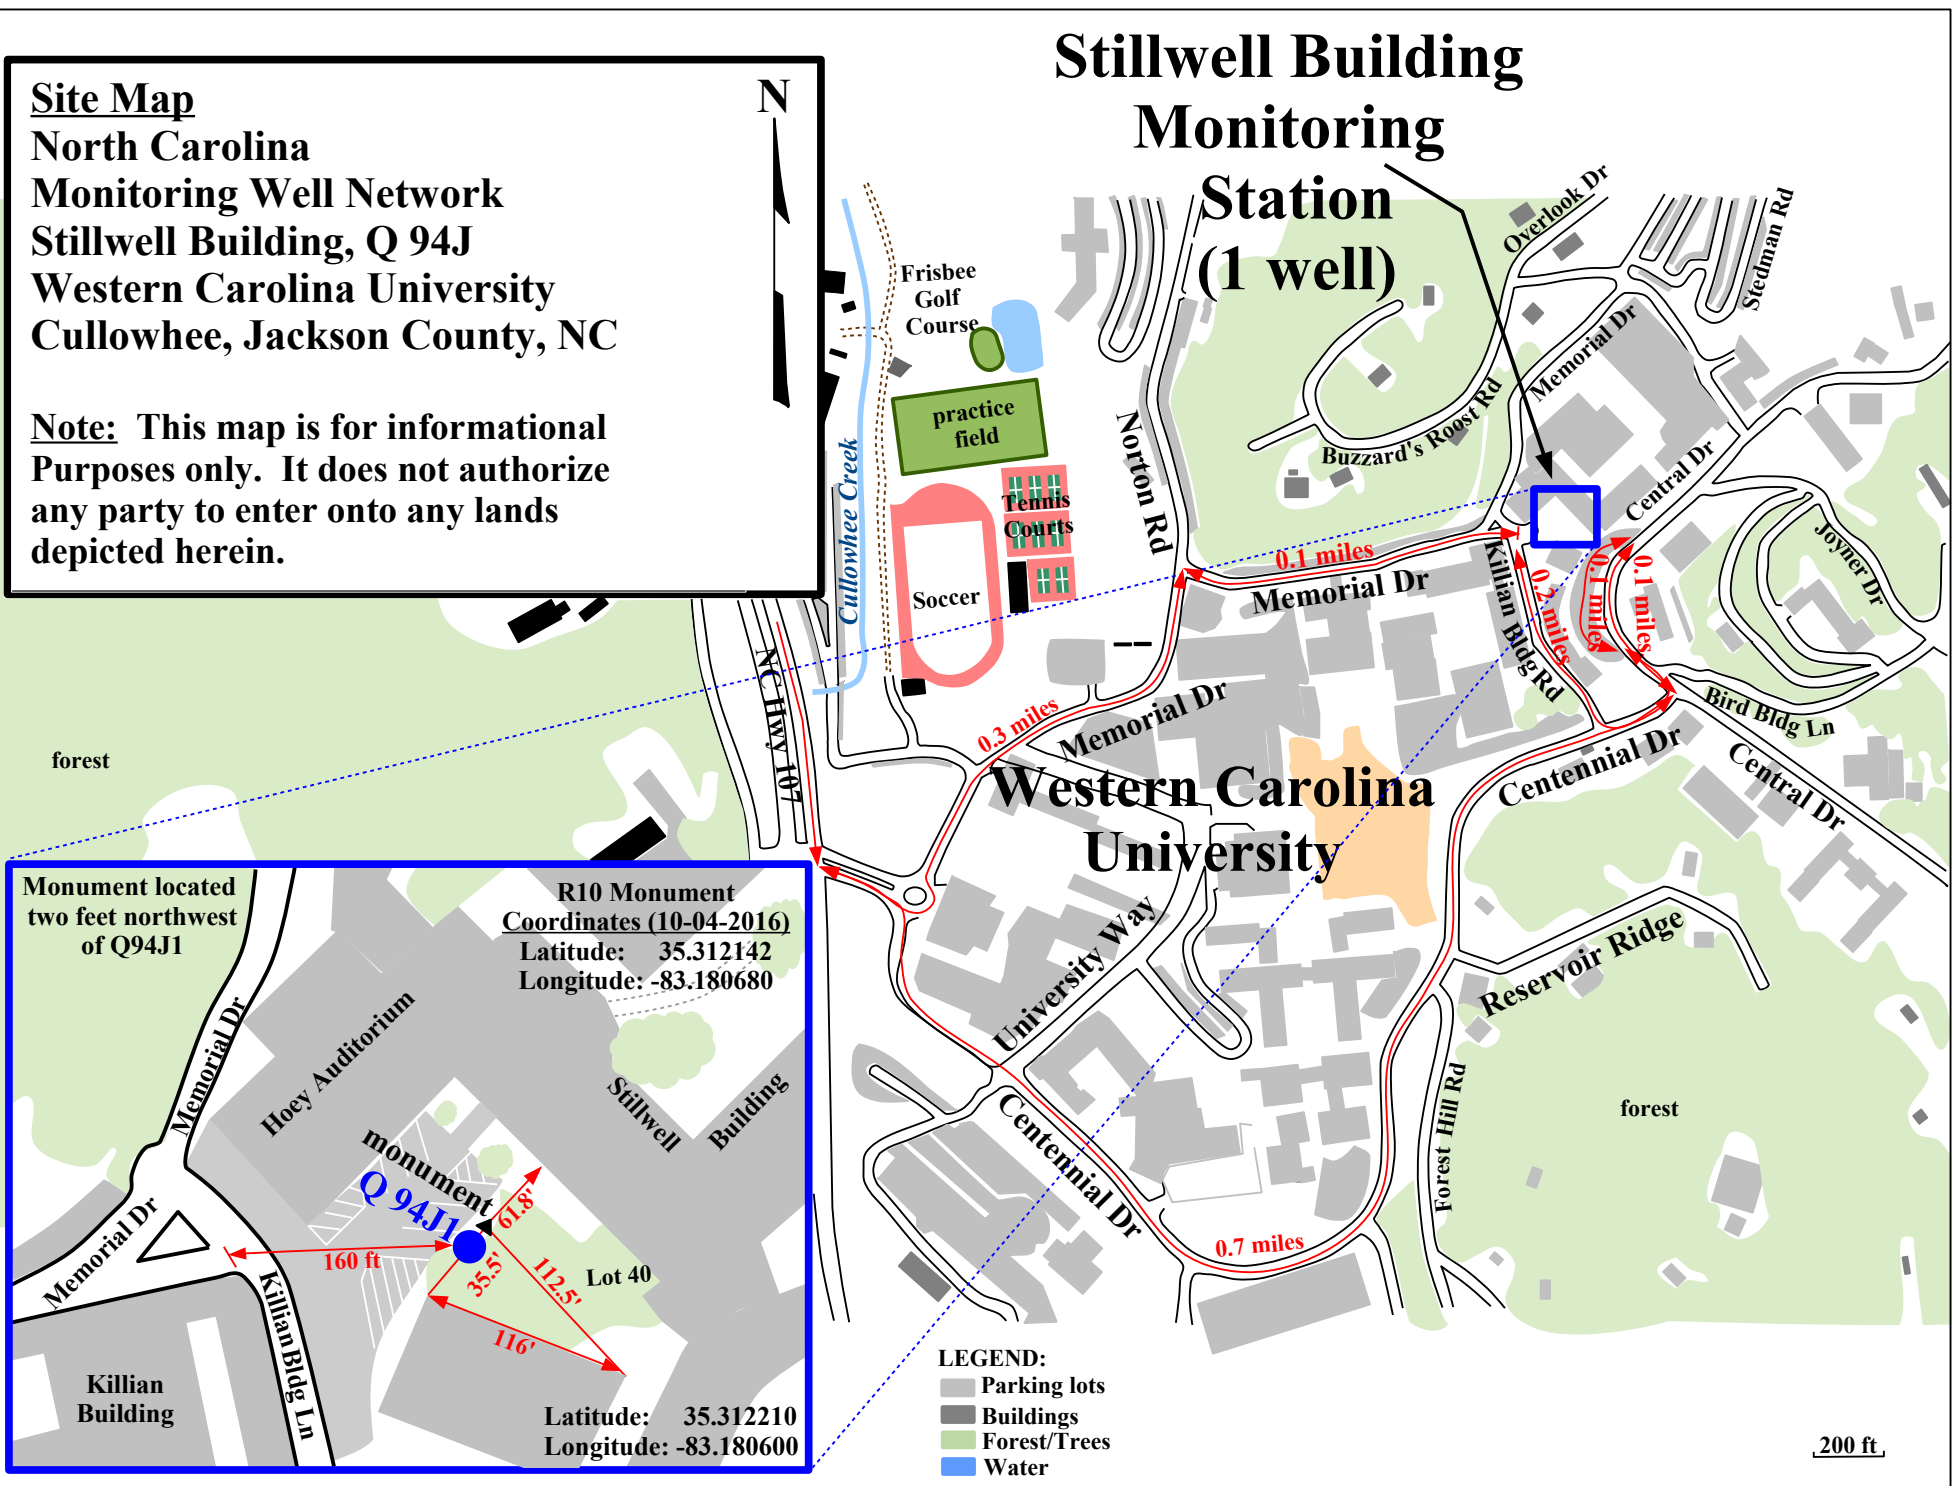 Stillwell Building
Monitoring
Station
(1 well)
Site Map
North Carolina
Monitoring Well Network
Stillwell Building, Q 94J
Western Carolina University
Cullowhee, Jackson County, NC
Note: This map is for informational
Purposes only. It does not authorize
any party to enter onto any lands
depicted herein.
N
Frisbee
Golf
Course
practice
field
Tennis
Courts
Soccer
Cullowhee Creek
Norton Rd
Overlook Dr
Stedman Rd
Memorial Dr
Buzzard's Roost Rd
Central Dr
Joyner Dr
0.1 miles
Memorial Dr
Killian Bldg Rd
0.2 miles
0.1 miles
0.1 miles
Bird Bldg Ln
Central Dr
Centennial Dr
NC Hwy 107
0.3 miles
Memorial Dr
Western Carolina
University
forest
University Way
Reservoir Ridge
Forest Hill Rd
forest
Centennial Dr
0.7 miles
Monument located
two feet northwest
of Q94J1
R10 Monument
Coordinates (10-04-2016)
Latitude: 35.312142
Longitude: -83.180680
Memorial Dr
Hoey Auditorium
Stillwell
Building
monument
Q 94J1
61.8'
160 ft
35.5'
112.5'
Lot 40
116'
Memorial Dr
KillianBldg Ln
Killian
Building
Latitude: 35.312210
Longitude: -83.180600
LEGEND:
Parking lots
Buildings
Forest/Trees
Water
200 ft